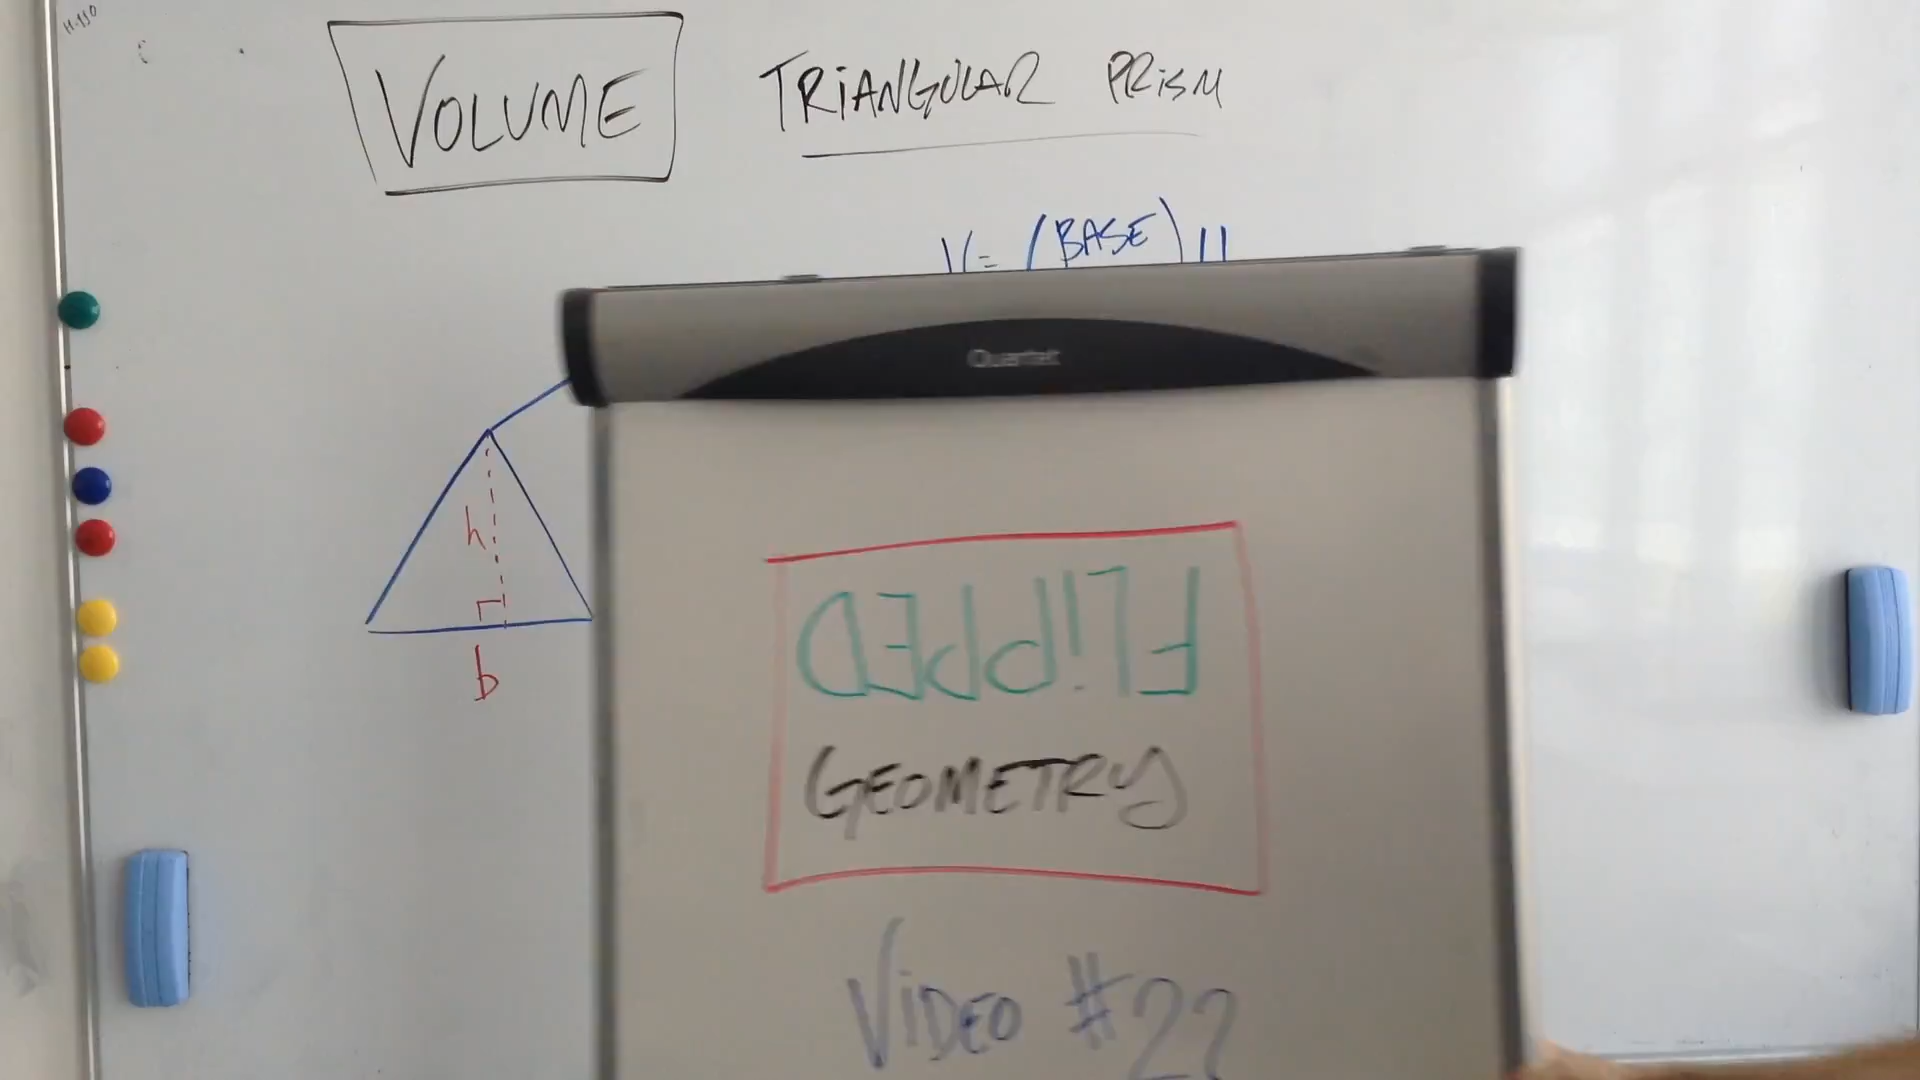 VOLUME TRIANGULAR PRISM
V = (BASE) H
Quartet
h
b
FLIPPED
GEOMETRY
VIDEO #22